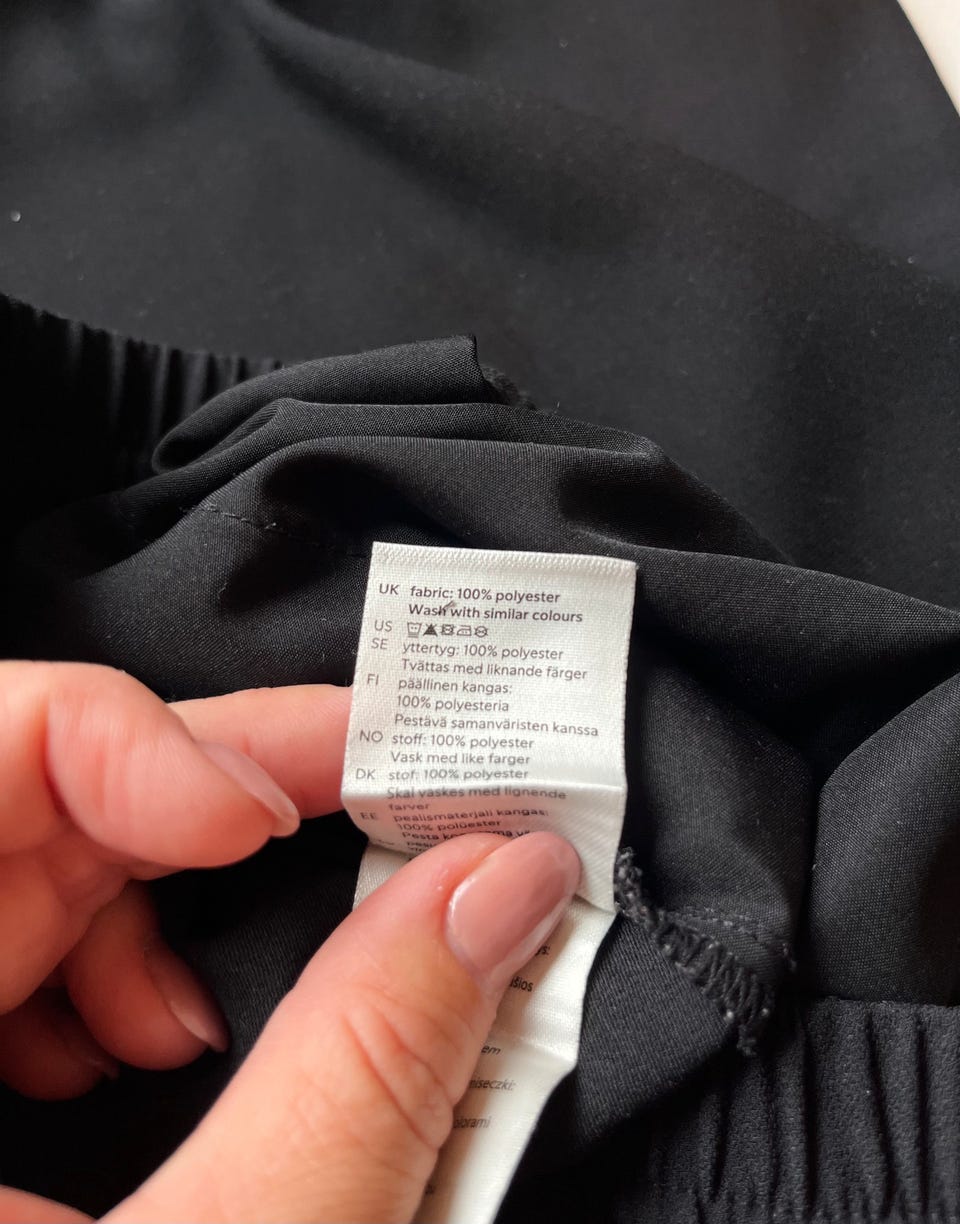 UK fabric: 100% polyester
Wash with similar colours
US
SE yttertyg: 100% polyester
Tvättas med liknande färger
FI päällinen kangas:
100% polyesteria
Pestävä samanväristen kanssa
NO stoff: 100% polyester
Vask med like farger
DK stof: 100% polyester
Skal vaskes med lignende
farver
EE pealismaterjali kangas:
100% polüester
Pesta